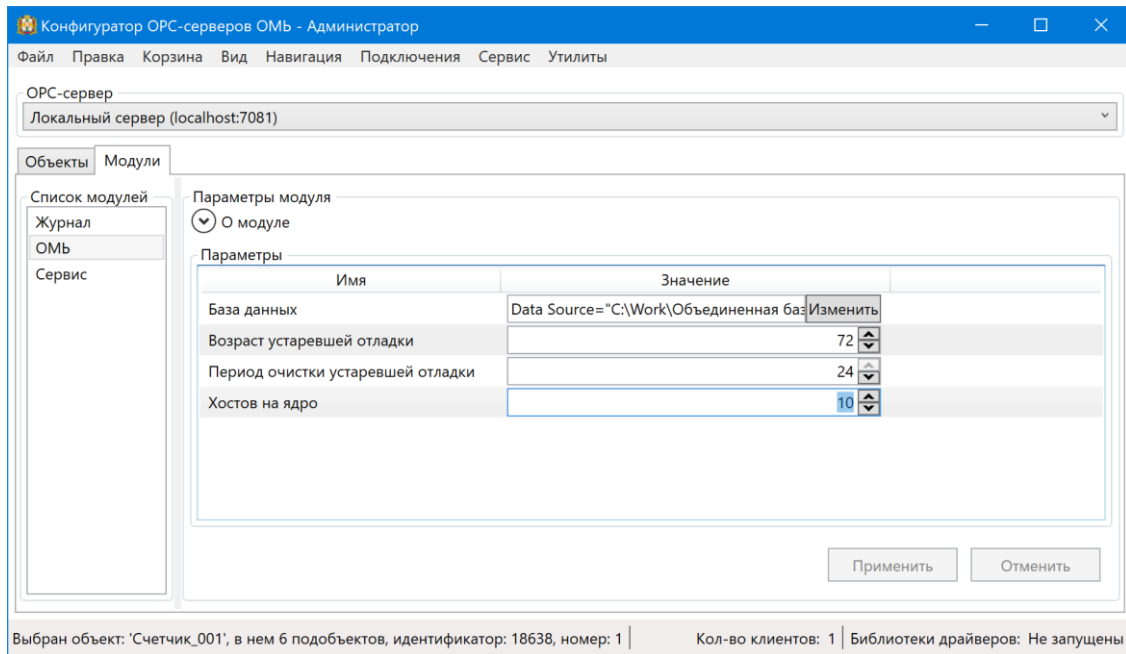 Конфигуратор ОРС-серверов ОМЬ - Администратор
Файл Правка Корзина Вид Навигация Подключения Сервис Утилиты
ОРС-сервер
Локальный сервер (localhost:7081)
Объекты Модули
Список модулей
Журнал
ОМЬ
Сервис
Параметры модуля
О модуле
Параметры
Имя Значение
База данных Data Source="C:\Work\Объединенная баз Изменить
Возраст устаревшей отладки 72
Период очистки устаревшей отладки 24
Хостов на ядро 10
Применить Отменить
Выбран объект: 'Счетчик_001', в нем 6 подобъектов, идентификатор: 18638, номер: 1 Кол-во клиентов: 1 Библиотеки драйверов: Не запущены